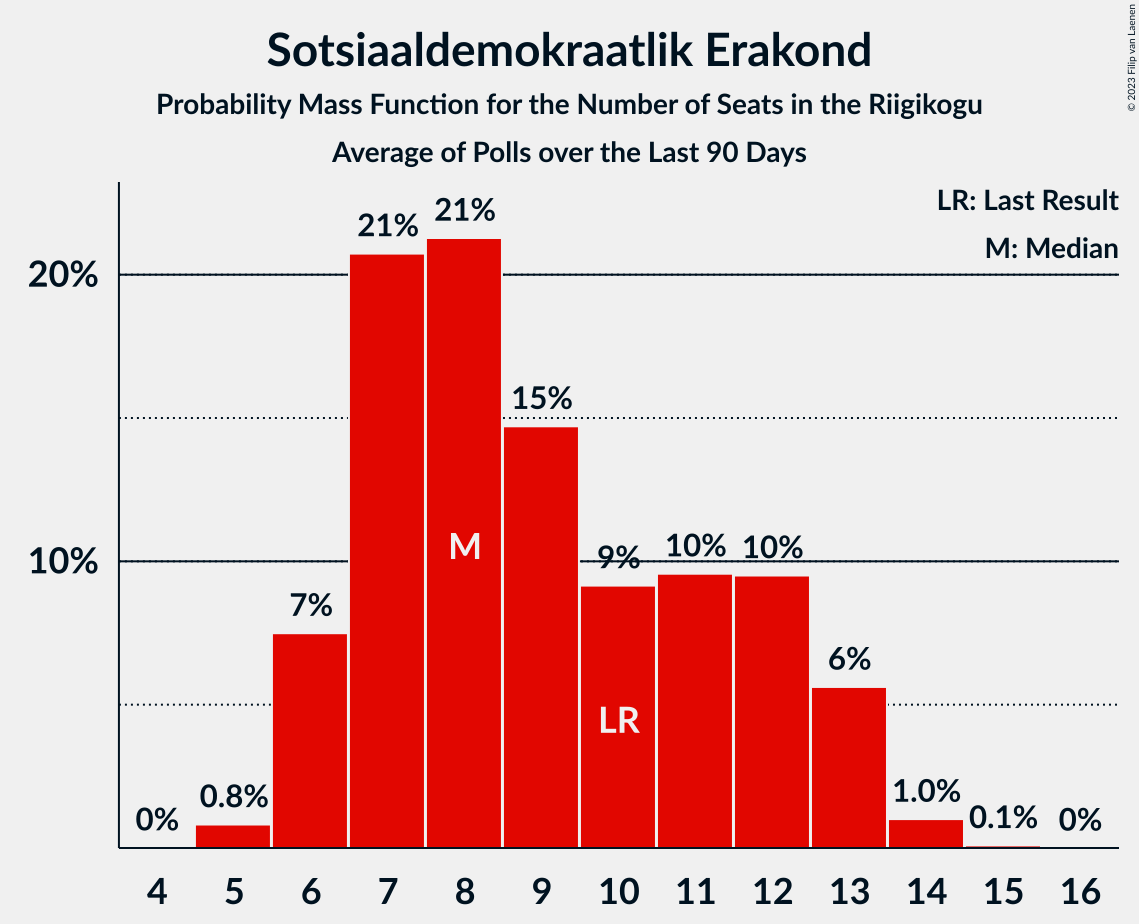 Sotsiaaldemokraatlik Erakond
Probability Mass Function for the Number of Seats in the Riigikogu
Average of Polls over the Last 90 Days
© 2023 Filip van Laenen
LR: Last Result
M: Median
20%
10%
0%
0.8%
7%
21%
21%
15%
9%
10%
10%
6%
1.0%
0.1%
0%
M
LR
4 5 6 7 8 9 10 11 12 13 14 15 16